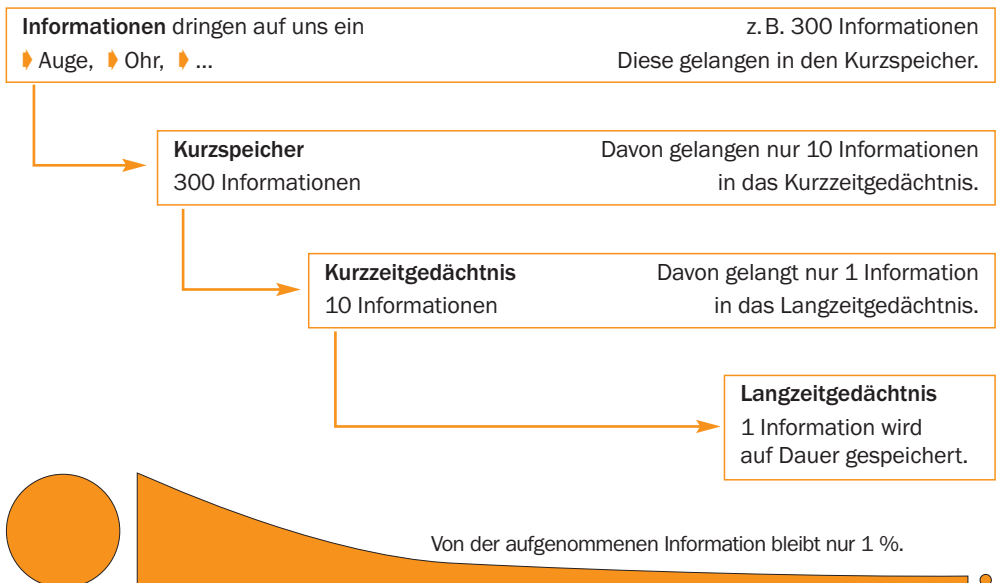 Informationen dringen auf uns ein
z. B. 300 Informationen
Auge, Ohr, ...
Diese gelangen in den Kurzspeicher.
Kurzspeicher
Davon gelangen nur 10 Informationen
300 Informationen
in das Kurzzeitgedächtnis.
Kurzzeitgedächtnis
Davon gelangt nur 1 Information
10 Informationen
in das Langzeitgedächtnis.
Langzeitgedächtnis
1 Information wird
auf Dauer gespeichert.
Von der aufgenommenen Information bleibt nur 1 %.